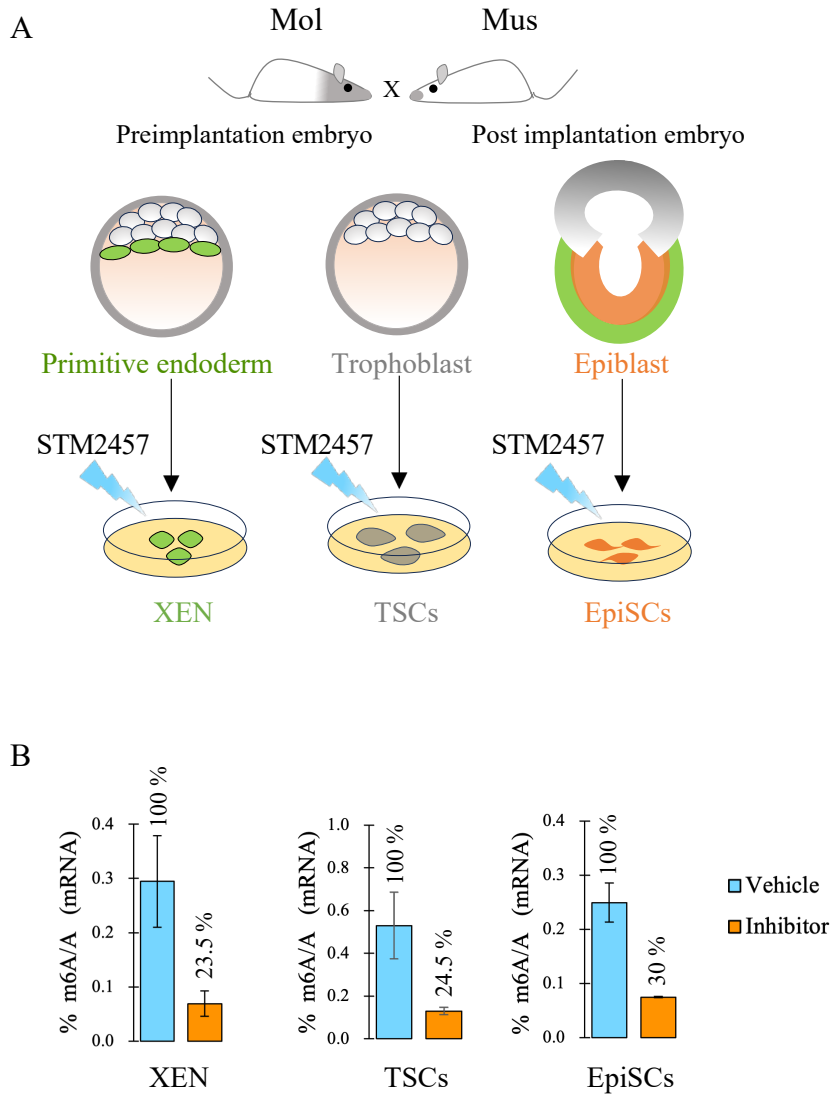 A
Mol
Mus
X
Preimplantation embryo
Post implantation embryo
Primitive endoderm
Trophoblast
Epiblast
STM2457
STM2457
STM2457
XEN
TSCs
EpiSCs
B
% m6A/A (mRNA)
0.4
0.3
0.2
0.1
0.0
100 %
23.5 %
XEN
% m6A/A (mRNA)
1.0
0.8
0.6
0.4
0.2
0.0
100 %
24.5 %
TSCs
% m6A/A (mRNA)
0.4
0.3
0.2
0.1
0.0
100 %
30 %
EpiSCs
Vehicle
Inhibitor